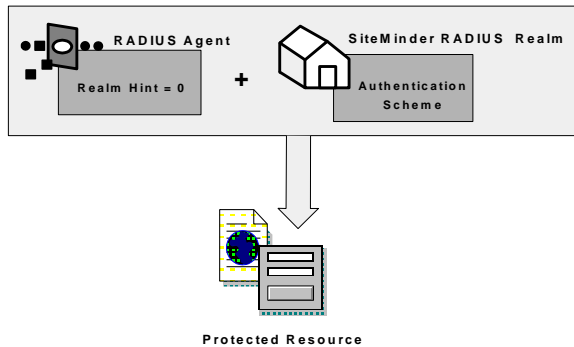 RADIUS Agent
SiteMinder RADIUS Realm
Realm Hint = 0
+
Authentication
Scheme
Protected Resource